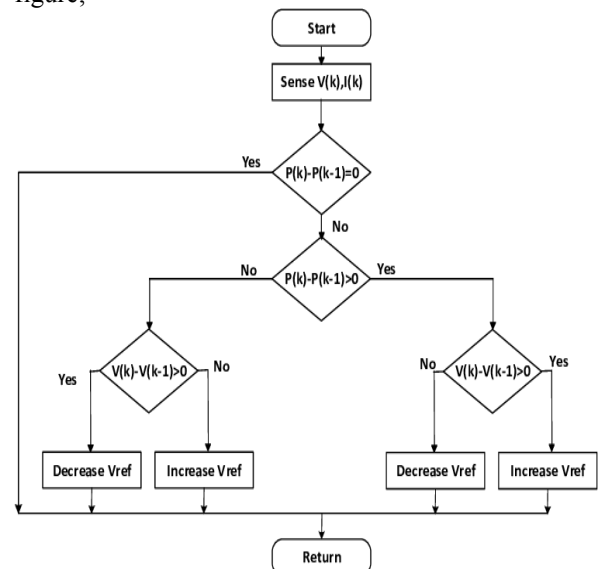 figure,
Start
Sense V(k),I(k)
Yes
P(k)-P(k-1)=0
No
No
P(k)-P(k-1)>0
Yes
Yes
V(k)-V(k-1)>0
No
No
V(k)-V(k-1)>0
Yes
Decrease Vref
Increase Vref
Decrease Vref
Increase Vref
Return